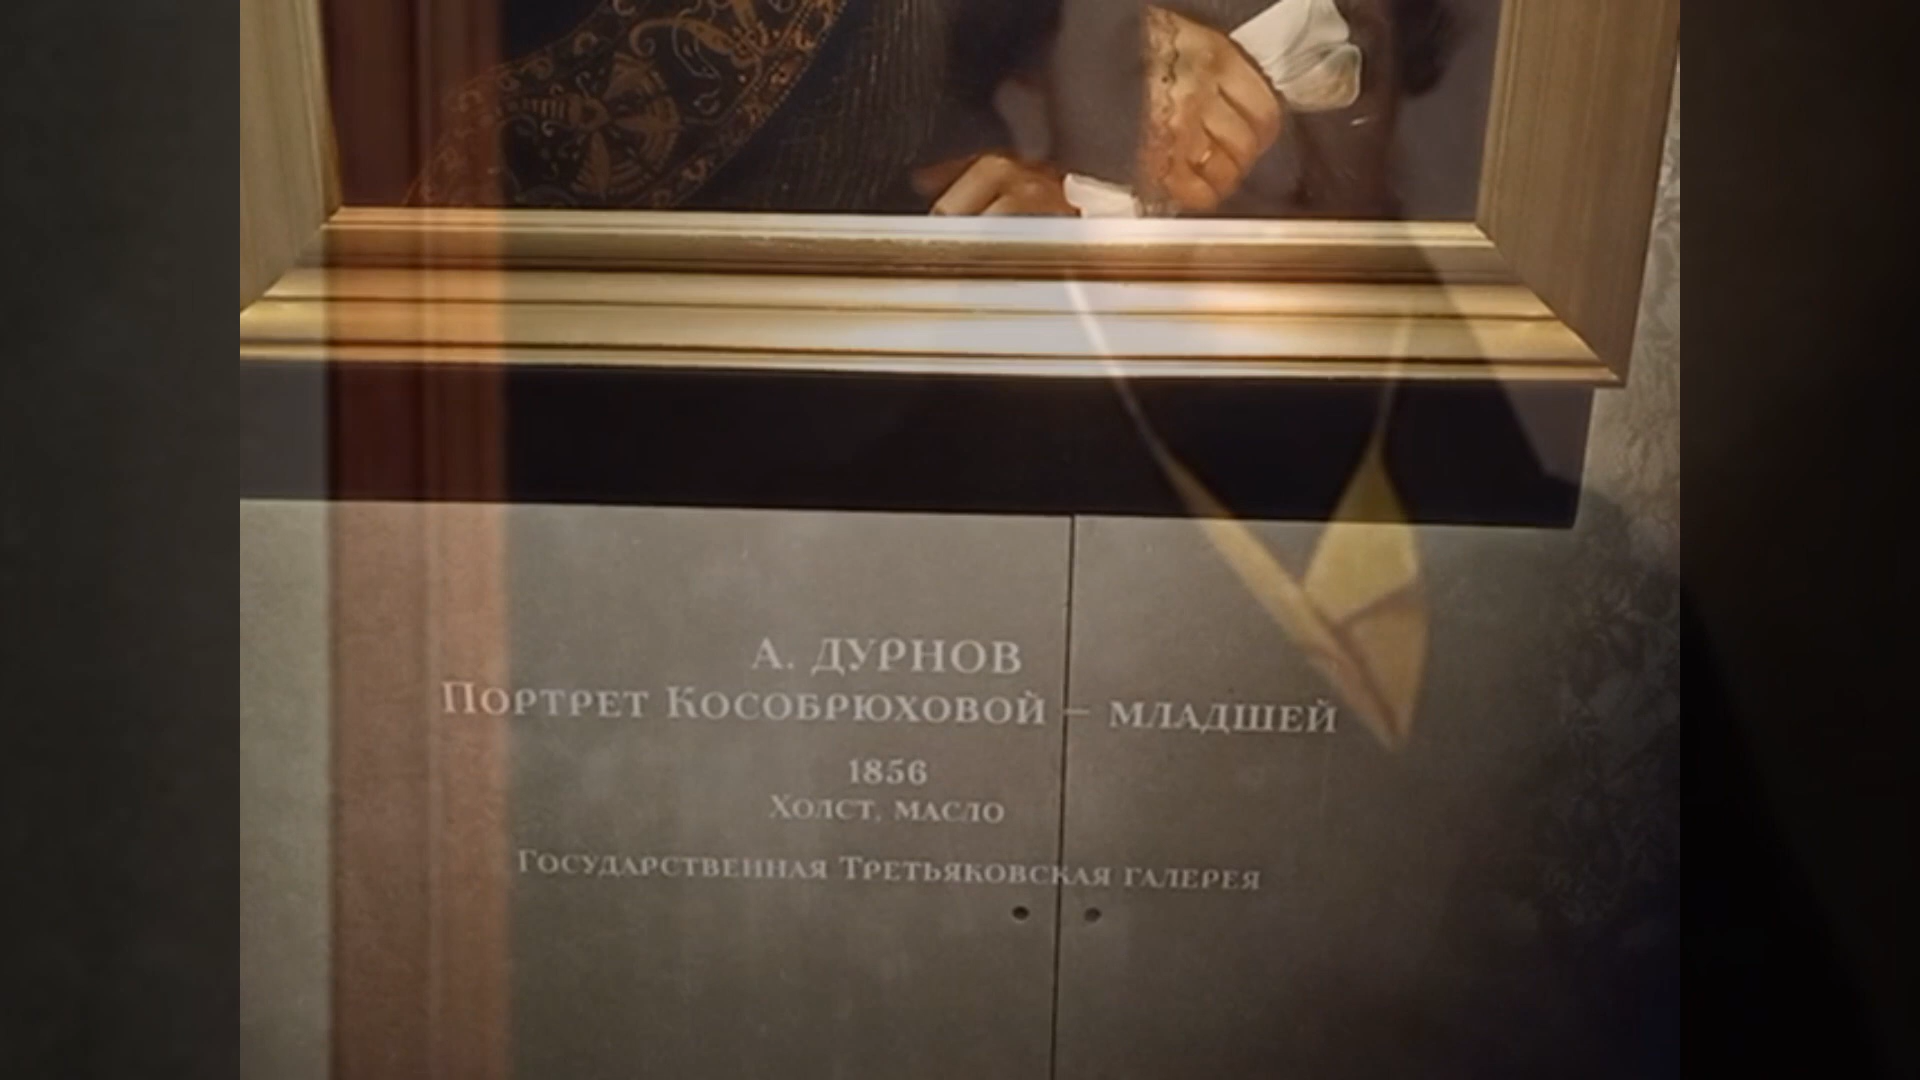 А. ДУРНОВ
ПОРТРЕТ КОСОБРЮХОВОЙ – МЛАДШЕЙ
1856
ХОЛСТ, МАСЛО
ГОСУДАРСТВЕННАЯ ТРЕТЬЯКОВСКАЯ ГАЛЕРЕЯ